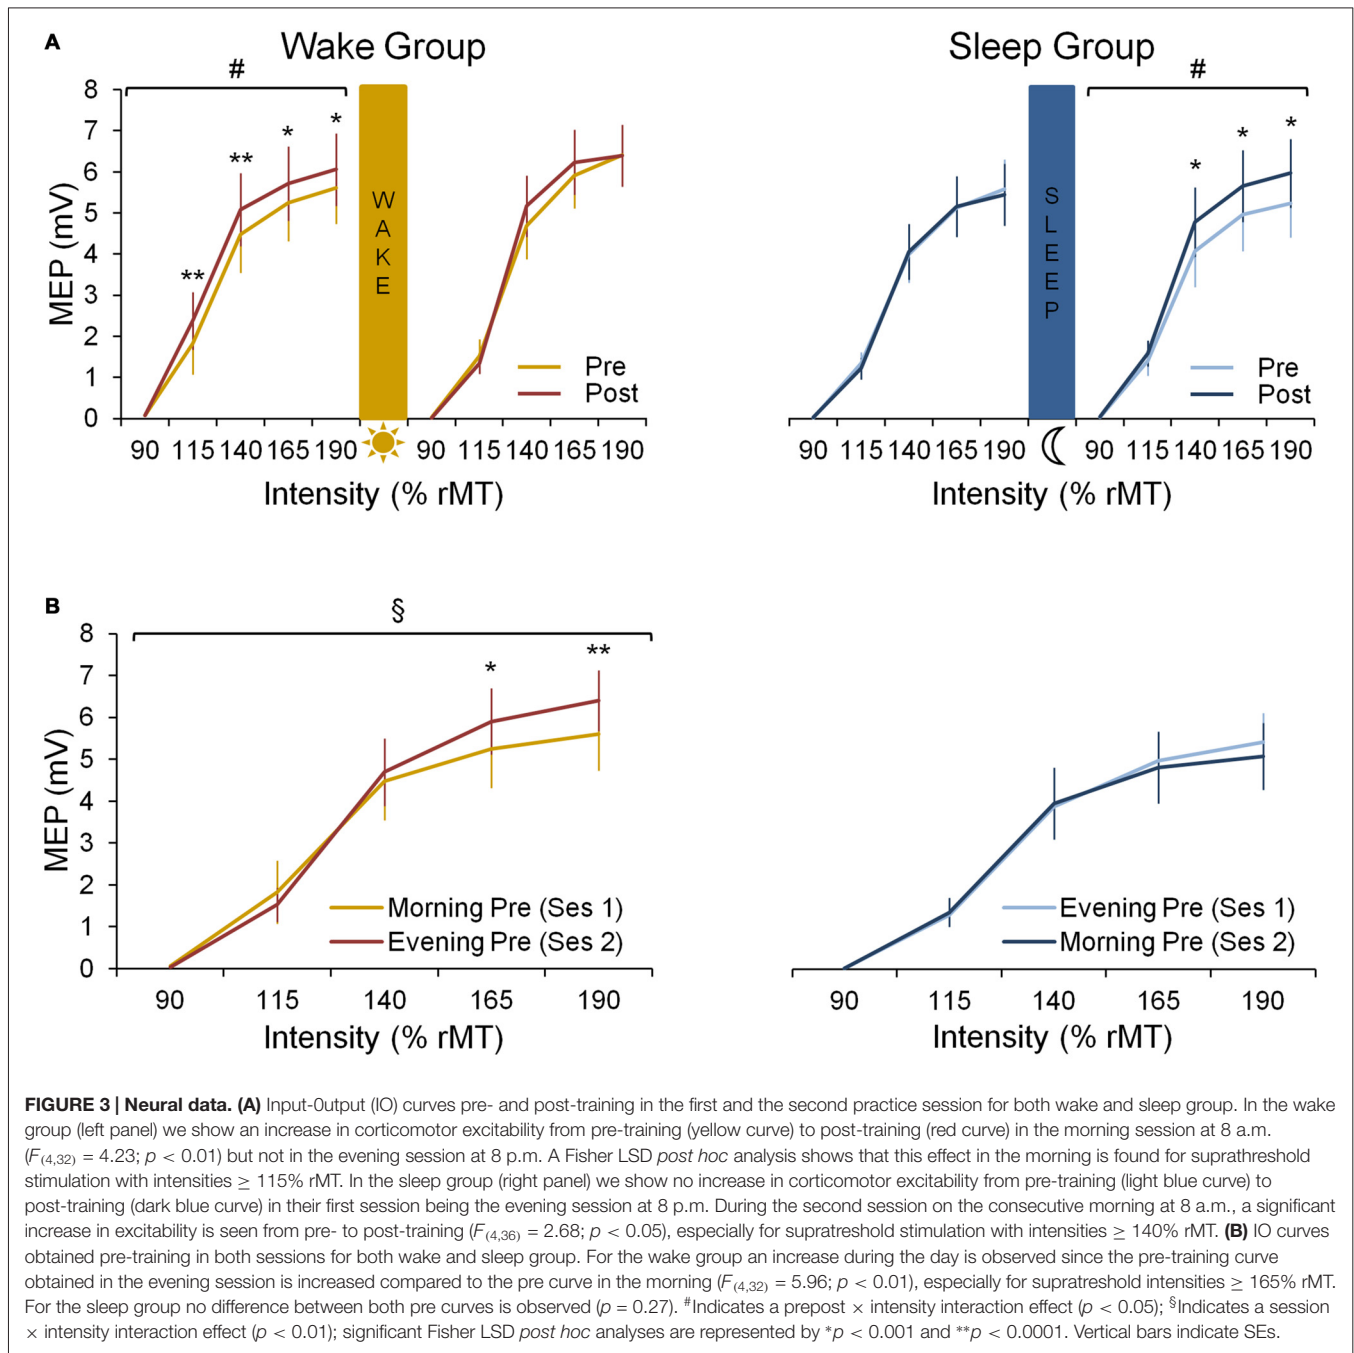 A
Wake Group
Sleep Group
#
#
8
7
6
5
4
3
2
1
0
MEP (mV)
**
**
*
*
W
A
K
E
Pre
Post
90 115 140 165 190
90 115 140 165 190
Intensity (% rMT)
S
L
E
E
P
*
*
*
Pre
Post
90 115 140 165 190
90 115 140 165 190
Intensity (% rMT)
B
§
8
7
6
5
4
3
2
1
0
MEP (mV)
*
**
Morning Pre (Ses 1)
Evening Pre (Ses 2)
90 115 140 165 190
Intensity (% rMT)
Evening Pre (Ses 1)
Morning Pre (Ses 2)
90 115 140 165 190
Intensity (% rMT)
FIGURE 3 | Neural data. (A) Input-0utput (IO) curves pre- and post-training in the first and the second practice session for both wake and sleep group. In the wake
group (left panel) we show an increase in corticomotor excitability from pre-training (yellow curve) to post-training (red curve) in the morning session at 8 a.m.
(F(4,32) = 4.23; p < 0.01) but not in the evening session at 8 p.m. A Fisher LSD post hoc analysis shows that this effect in the morning is found for suprathreshold
stimulation with intensities ≥ 115% rMT. In the sleep group (right panel) we show no increase in corticomotor excitability from pre-training (light blue curve) to
post-training (dark blue curve) in their first session being the evening session at 8 p.m. During the second session on the consecutive morning at 8 a.m., a significant
increase in excitability is seen from pre- to post-training (F(4,36) = 2.68; p < 0.05), especially for supratreshold stimulation with intensities ≥ 140% rMT. (B) IO curves
obtained pre-training in both sessions for both wake and sleep group. For the wake group an increase during the day is observed since the pre-training curve
obtained in the evening session is increased compared to the pre curve in the morning (F(4,32) = 5.96; p < 0.01), especially for supratreshold intensities ≥ 165% rMT.
For the sleep group no difference between both pre curves is observed (p = 0.27). #Indicates a prepost × intensity interaction effect (p < 0.05); §Indicates a session
× intensity interaction effect (p < 0.01); significant Fisher LSD post hoc analyses are represented by *p < 0.001 and **p < 0.0001. Vertical bars indicate SEs.